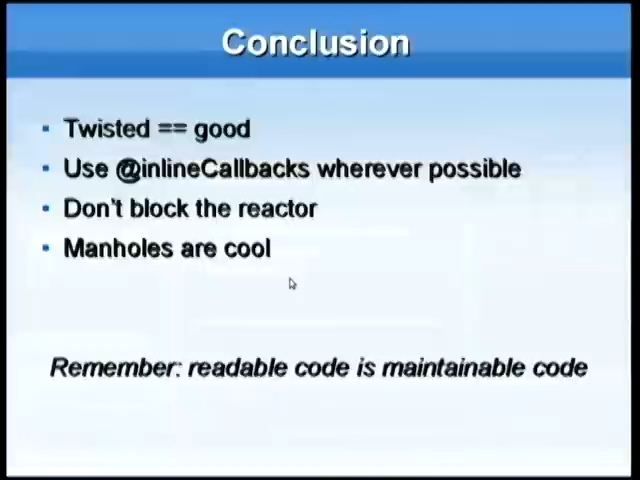 Conclusion
Twisted == good
Use @inlineCallbacks wherever possible
Don't block the reactor
Manholes are cool
Remember: readable code is maintainable code